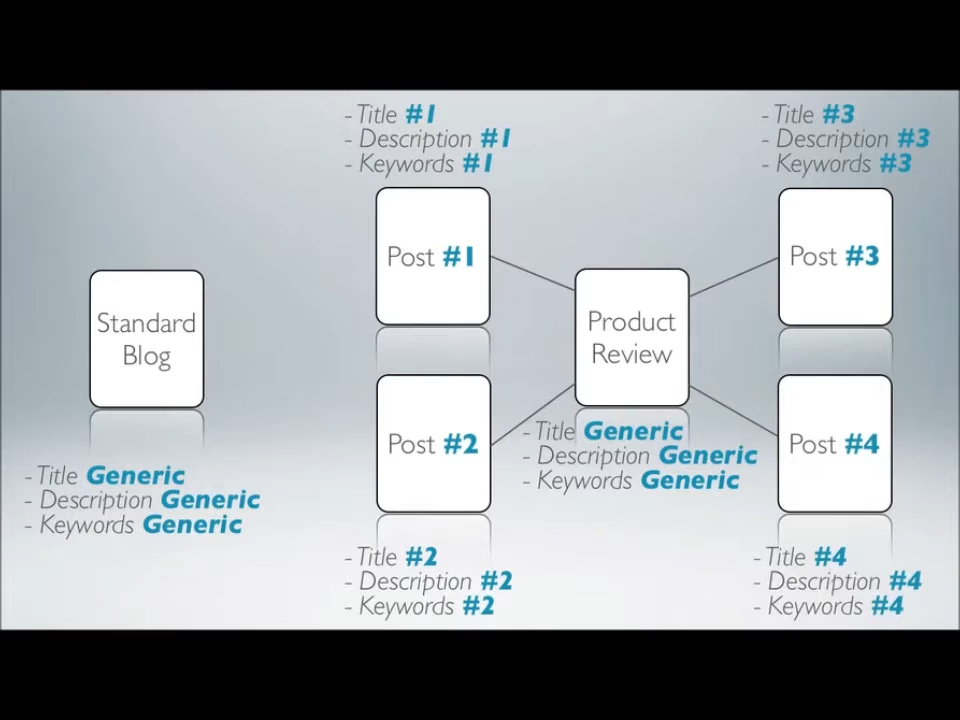 - Title #1
- Description #1
- Keywords #1
- Title #3
- Description #3
- Keywords #3
Post #1
Post #3
Standard
Blog
Product
Review
Post #2
Post #4
- Title Generic
- Description Generic
- Keywords Generic
- Title Generic
- Description Generic
- Keywords Generic
- Title #2
- Description #2
- Keywords #2
- Title #4
- Description #4
- Keywords #4